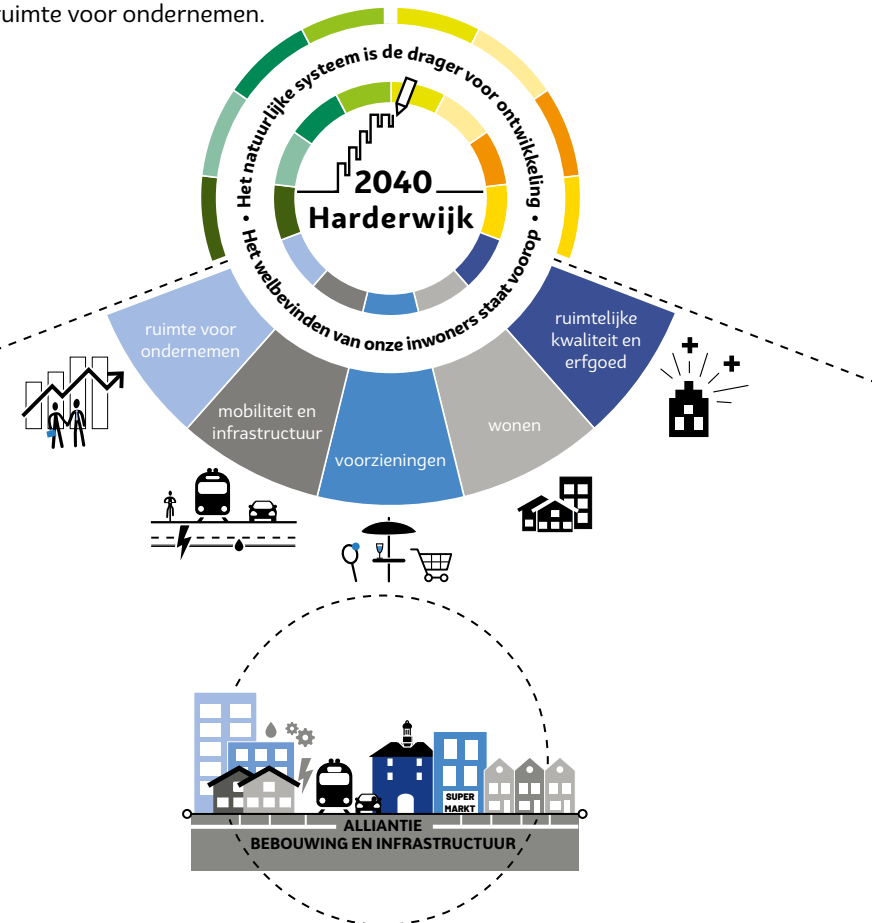 ruimte voor ondernemen.
• Het natuurlijke systeem is de drager voor ontwikkeling •
2040
Harderwijk
Het welbevinden van onze inwoners staat voorop
ruimte voor
ondernemen
mobiliteit en
infrastructuur
voorzieningen
wonen
ruimtelijke
kwaliteit en
erfgoed
SUPER
MARKT
ALLIANTIE
BEBOUWING EN INFRASTRUCTUUR